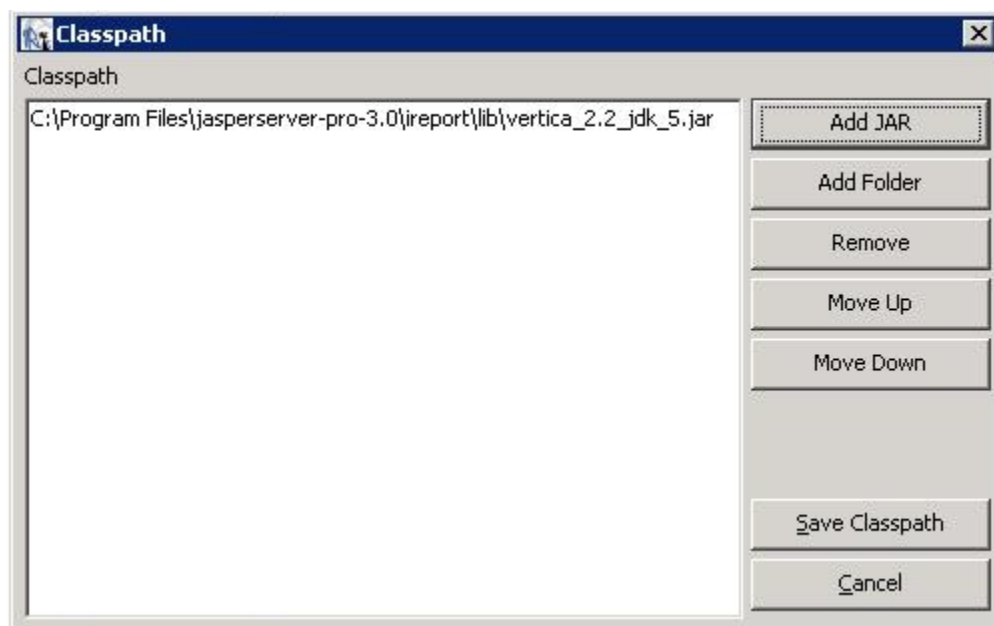 Classpath
Classpath
C:\Program Files\jasperserver-pro-3.0\ireport\lib\vertica_2.2_jdk_5.jar
Add JAR
Add Folder
Remove
Move Up
Move Down
Save Classpath
Cancel